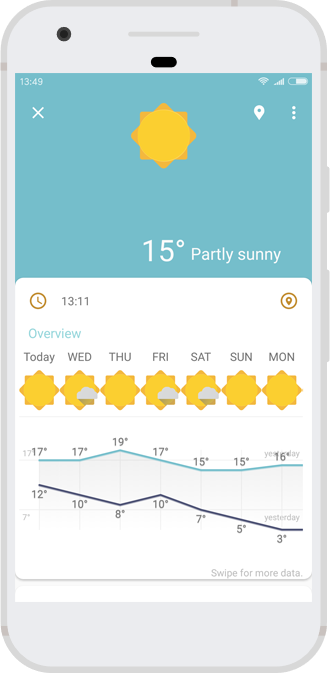 13:49
15° Partly sunny
13:11
Overview
Today WED THU FRI SAT SUN MON
19°
17° 17° 17° 17° yesterday 16°
15° 15°
12°
10° 10°
7° 8° 7° yesterday
5°
3°
Swipe for more data.